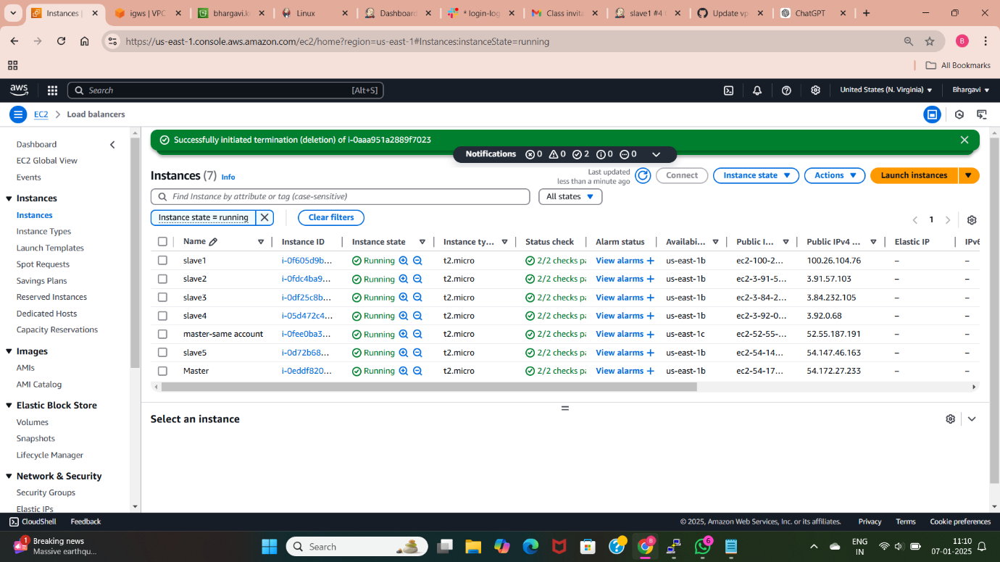 Instances |
igws | VPC
bhargavi.k
Linux
Dashboard
* login-log
Class invita
slave1 #4
Update vp
ChatGPT
https://us-east-1.console.aws.amazon.com/ec2/home?region=us-east-1#Instances:instanceState=running
B
All Bookmarks
aws
Search
[Alt+S]
United States (N. Virginia)
Bhargavi
EC2
Load balancers
Dashboard
EC2 Global View
Events
Instances
Instances
Instance Types
Launch Templates
Spot Requests
Savings Plans
Reserved Instances
Dedicated Hosts
Capacity Reservations
Images
AMIs
AMI Catalog
Elastic Block Store
Volumes
Snapshots
Lifecycle Manager
Network & Security
Security Groups
Elastic IPs
Successfully initiated termination (deletion) of i-0aaa951a2889f7023
Notifications 0 0 2 0 0
Instances (7) Info
Last updated
less than a minute ago
Connect
Instance state
Actions
Launch instances
Find Instance by attribute or tag (case-sensitive)
All states
Instance state = running
Clear filters
1
Name Instance ID Instance state Instance ty... Status check Alarm status Availabi... Public I... Public IPv4 ... Elastic IP IPv6
slave1 i-0f605d9b... Running t2.micro 2/2 checks pa View alarms + us-east-1b ec2-100-2... 100.26.104.76 – –
slave2 i-0fdc4ba9... Running t2.micro 2/2 checks pa View alarms + us-east-1b ec2-3-91-5... 3.91.57.103 – –
slave3 i-0df25c8b... Running t2.micro 2/2 checks pa View alarms + us-east-1b ec2-3-84-2... 3.84.232.105 – –
slave4 i-05d472c4... Running t2.micro 2/2 checks pa View alarms + us-east-1b ec2-3-92-0... 3.92.0.68 – –
master-same account i-0fee0ba3... Running t2.micro 2/2 checks pa View alarms + us-east-1c ec2-52-55-... 52.55.187.191 – –
slave5 i-0d72b68... Running t2.micro 2/2 checks pa View alarms + us-east-1b ec2-54-14... 54.147.46.163 – –
Master i-0eddf820... Running t2.micro 2/2 checks pa View alarms + us-east-1b ec2-54-17... 54.172.27.233 – –
Select an instance
CloudShell
Feedback
© 2025, Amazon Web Services, Inc. or its affiliates.
Privacy
Terms
Cookie preferences
1
Breaking news
Massive earthqu...
Search
B
6
ENG
IN
11:10
07-01-2025